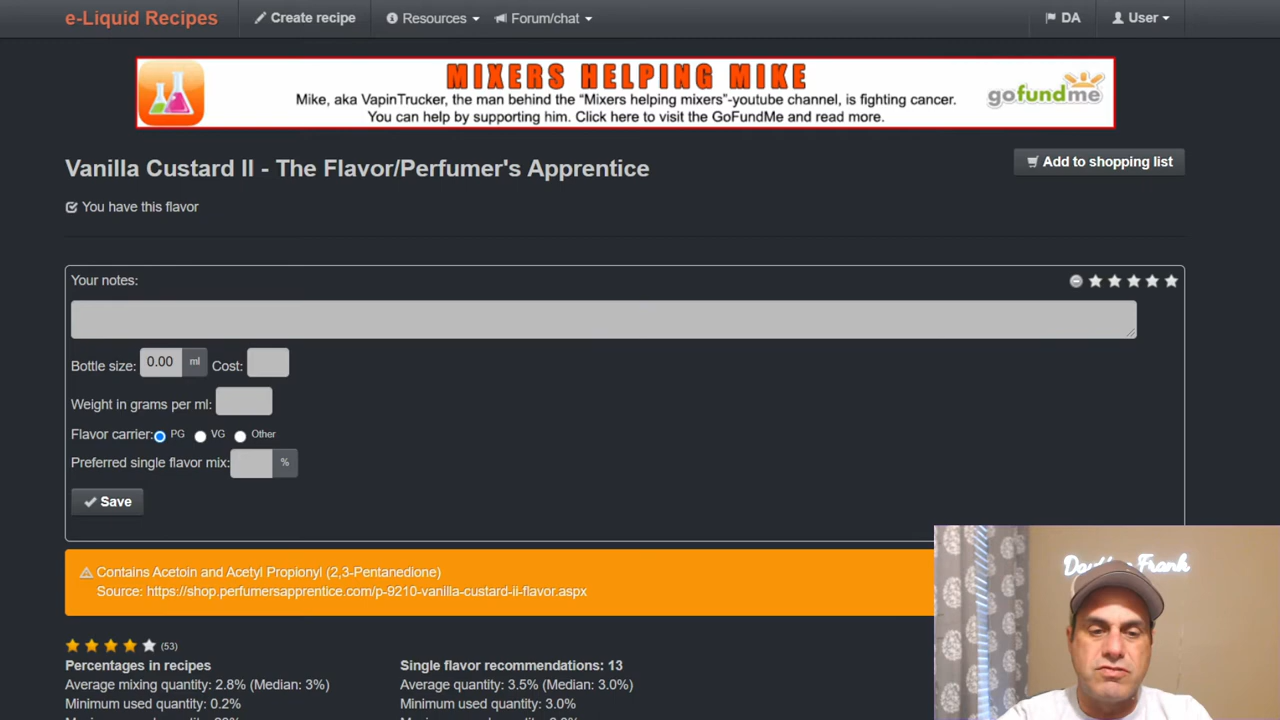 e-Liquid Recipes
Create recipe
Resources
Forum/chat
DA
User
MIXERS HELPING MIKE
Mike, aka VapinTrucker, the man behind the “Mixers helping mixers”-youtube channel, is fighting cancer.
You can help by supporting him. Click here to visit the GoFundMe and read more.
gofundme
Vanilla Custard II - The Flavor/Perfumer's Apprentice
Add to shopping list
You have this flavor
Your notes:
Bottle size: 0.00 ml Cost:
Weight in grams per ml:
Flavor carrier: PG VG Other
Preferred single flavor mix: %
Save
Contains Acetoin and Acetyl Propionyl (2,3-Pentanedione)
Source: https://shop.perfumersapprentice.com/p-9210-vanilla-custard-ii-flavor.aspx
(53)
Percentages in recipes
Average mixing quantity: 2.8% (Median: 3%)
Minimum used quantity: 0.2%
Single flavor recommendations: 13
Average quantity: 3.5% (Median: 3.0%)
Minimum used quantity: 3.0%
Frank